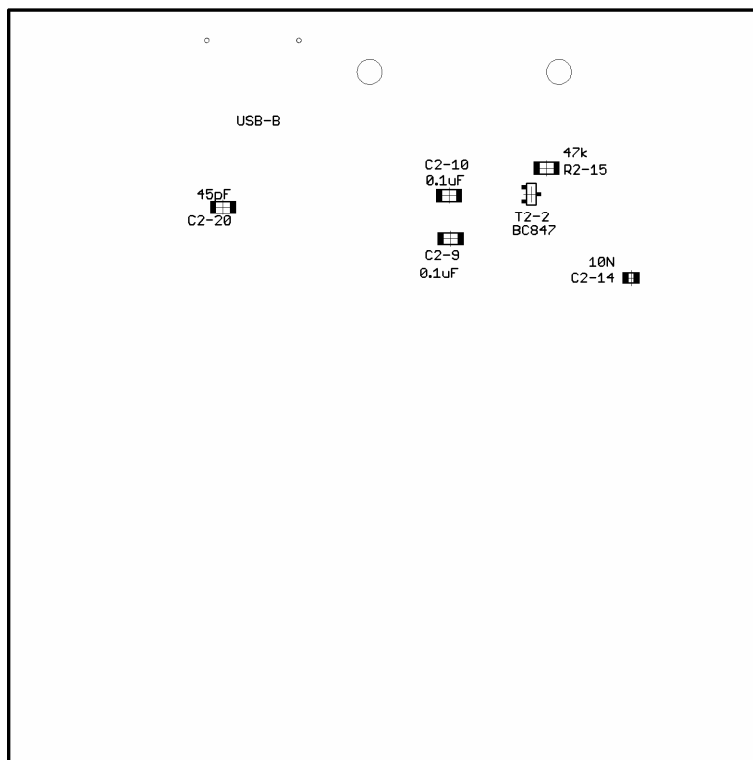 USB-B
47k
R2-15
C2-10
0.1uF
45pF
C2-20
T2-2
BC847
C2-9
0.1uF
10N
C2-14